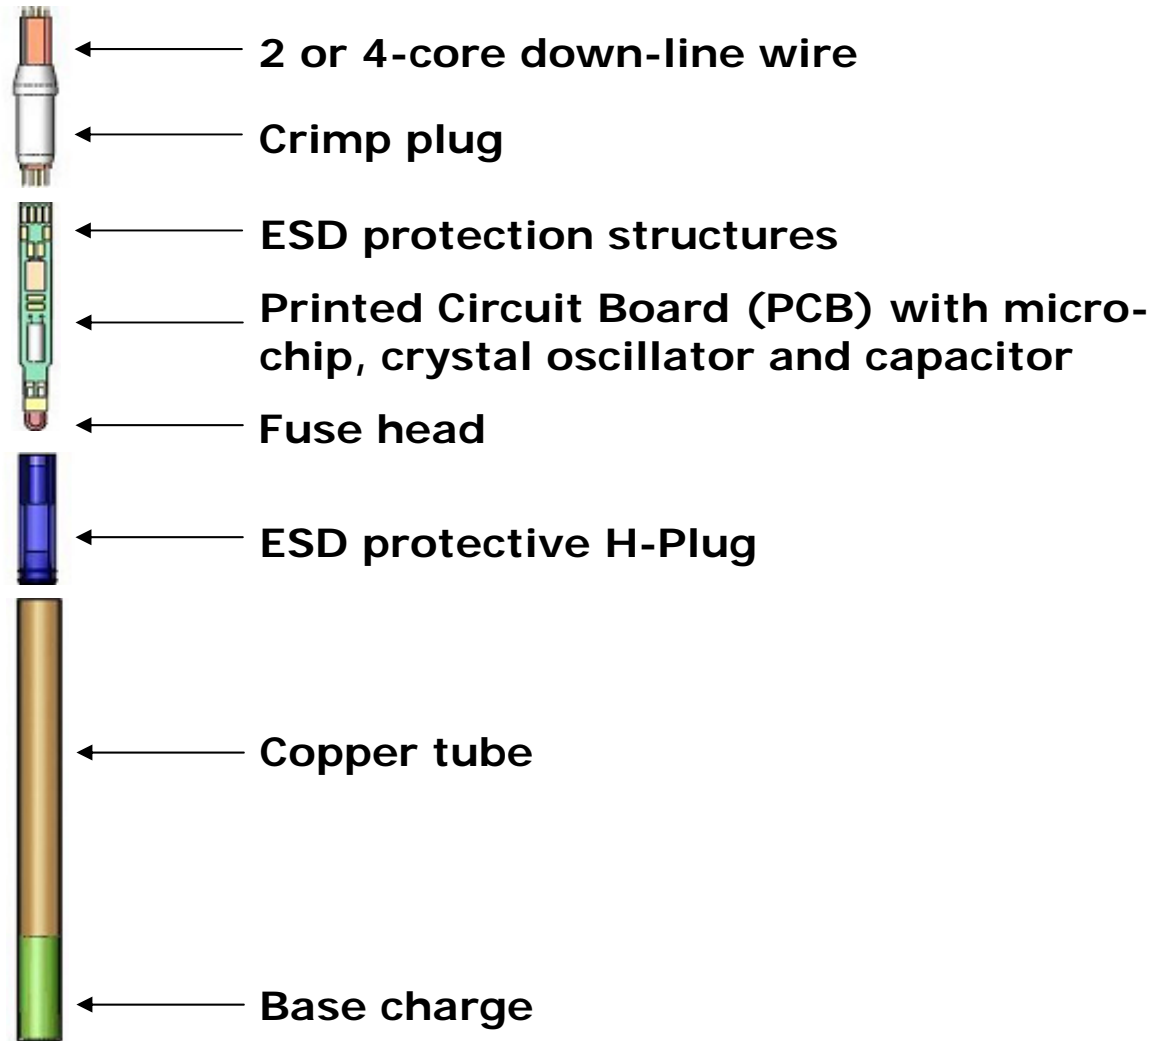 2 or 4-core down-line wire
Crimp plug
ESD protection structures
Printed Circuit Board (PCB) with micro-
chip, crystal oscillator and capacitor
Fuse head
ESD protective H-Plug
Copper tube
Base charge